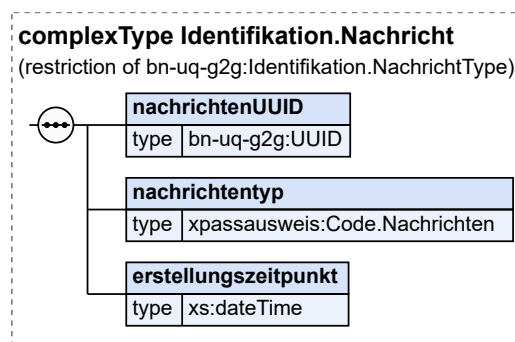 complexType Identifikation.Nachricht
(restriction of bn-uq-g2g:Identifikation.NachrichtType)
nachrichtenUUID
type bn-uq-g2g:UUID
nachrichtentyp
type xpassausweis:Code.Nachrichten
erstellungszeitpunkt
type xs:dateTime